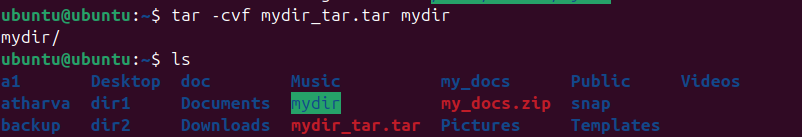 ubuntu@ubuntu:~$ tar -cvf mydir_tar.tar mydir
mydir/
ubuntu@ubuntu:~$ ls
a1 Desktop doc Music my_docs Public Videos
atharva dir1 Documents mydir my_docs.zip snap
backup dir2 Downloads mydir_tar.tar Pictures Templates